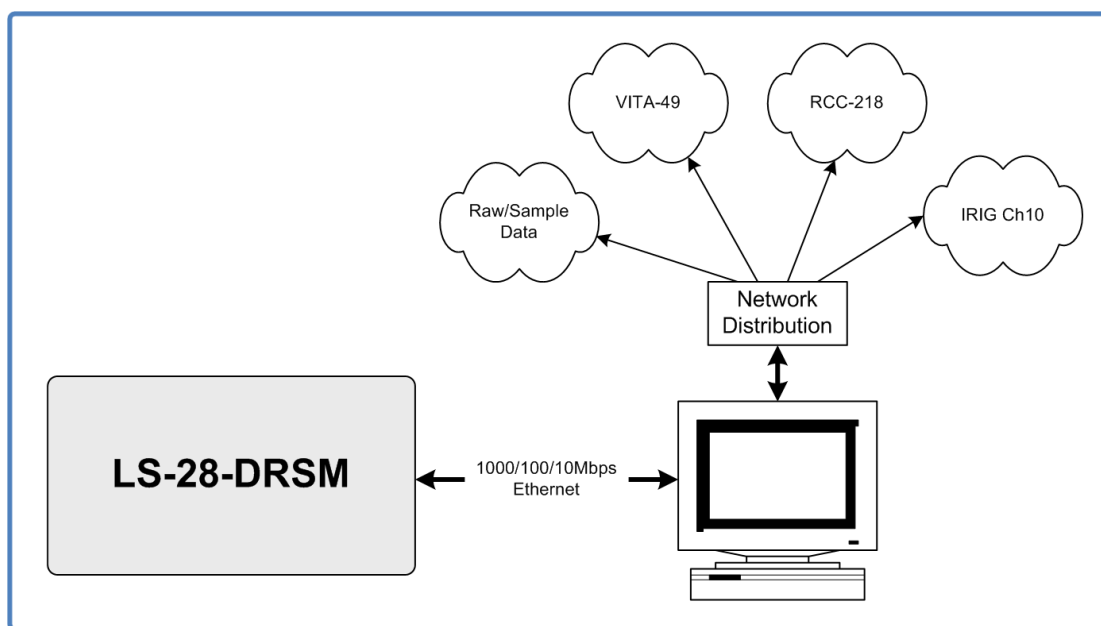 VITA-49
RCC-218
Raw/Sample
Data
IRIG Ch10
Network
Distribution
LS-28-DRSM
1000/100/10Mbps
Ethernet